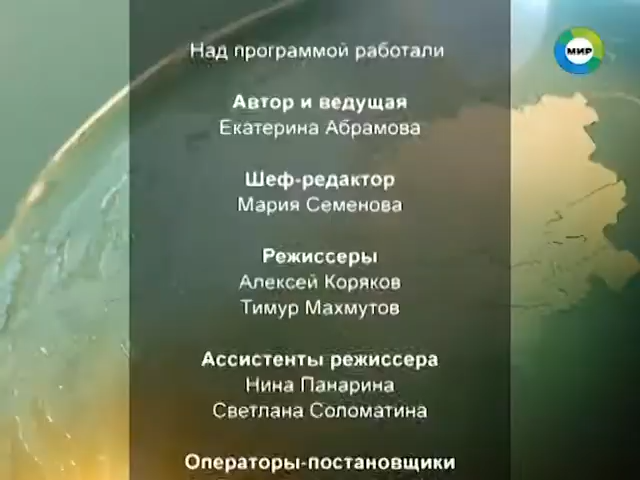 Над программой работали
МИР
Автор и ведущая
Екатерина Абрамова
Шеф-редактор
Мария Семенова
Режиссеры
Алексей Коряков
Тимур Махмутов
Ассистенты режиссера
Нина Панарина
Светлана Соломатина
Операторы-постановщики